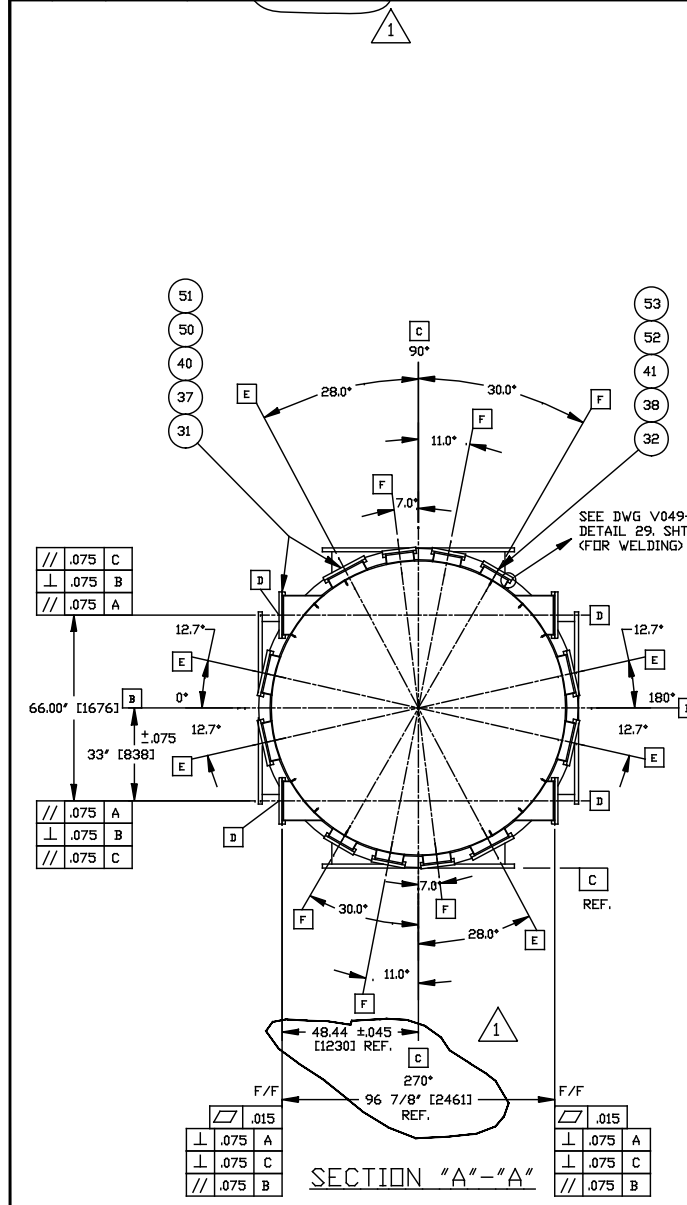 1
51
50
40
37
31
53
52
41
38
32
C
90°
E
28.0°
30.0°
F
11.0°
F
F
7.0°
SEE DWG V049-
DETAIL 29, SHT
(FOR WELDING)
// .075 C
⊥ .075 B
// .075 A
D
D
12.7°
12.7°
E
E
66.00" [1676]
B
0°
180°
±.075
33" [838]
12.7°
12.7°
E
E
// .075 A
⊥ .075 B
// .075 C
D
D
C
REF.
7.0°
30.0°
F
F
28.0°
E
11.0°
F
1
48.44 ±.045
[1230] REF.
C
270°
F/F
F/F
96 7/8" [2461]
REF.
⏥ .015
⊥ .075 A
⊥ .075 C
// .075 B
⏥ .015
⊥ .075 A
⊥ .075 C
// .075 B
SECTION "A"-"A"